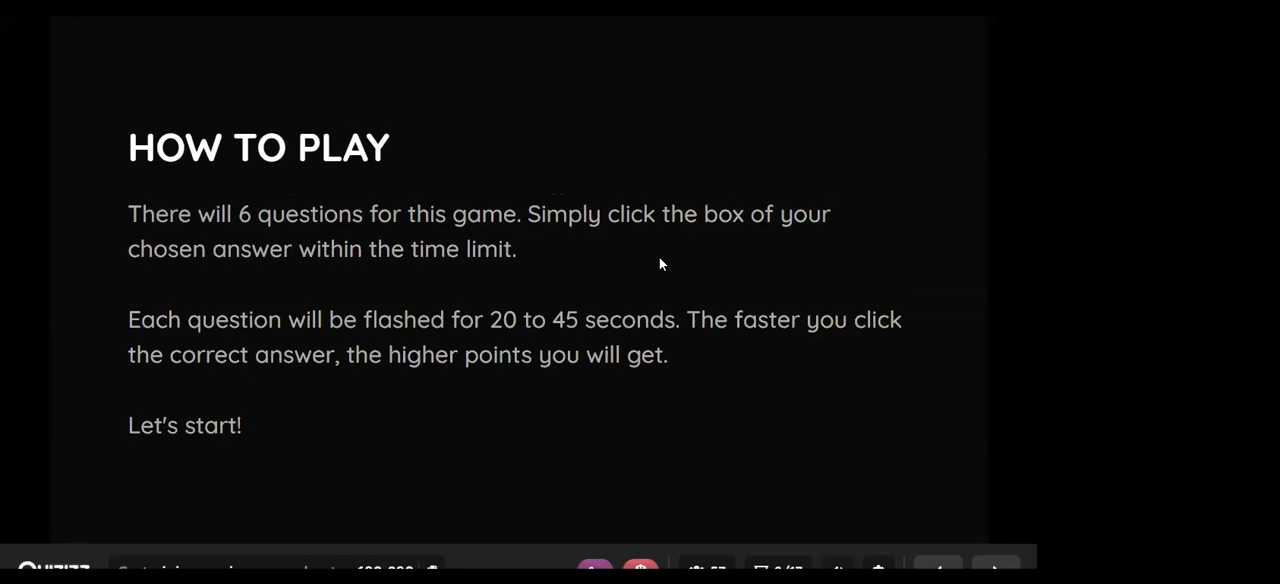 HOW TO PLAY
There will 6 questions for this game. Simply click the box of your
chosen answer within the time limit.
Each question will be flashed for 20 to 45 seconds. The faster you click
the correct answer, the higher points you will get.
Let's start!
Quizizz